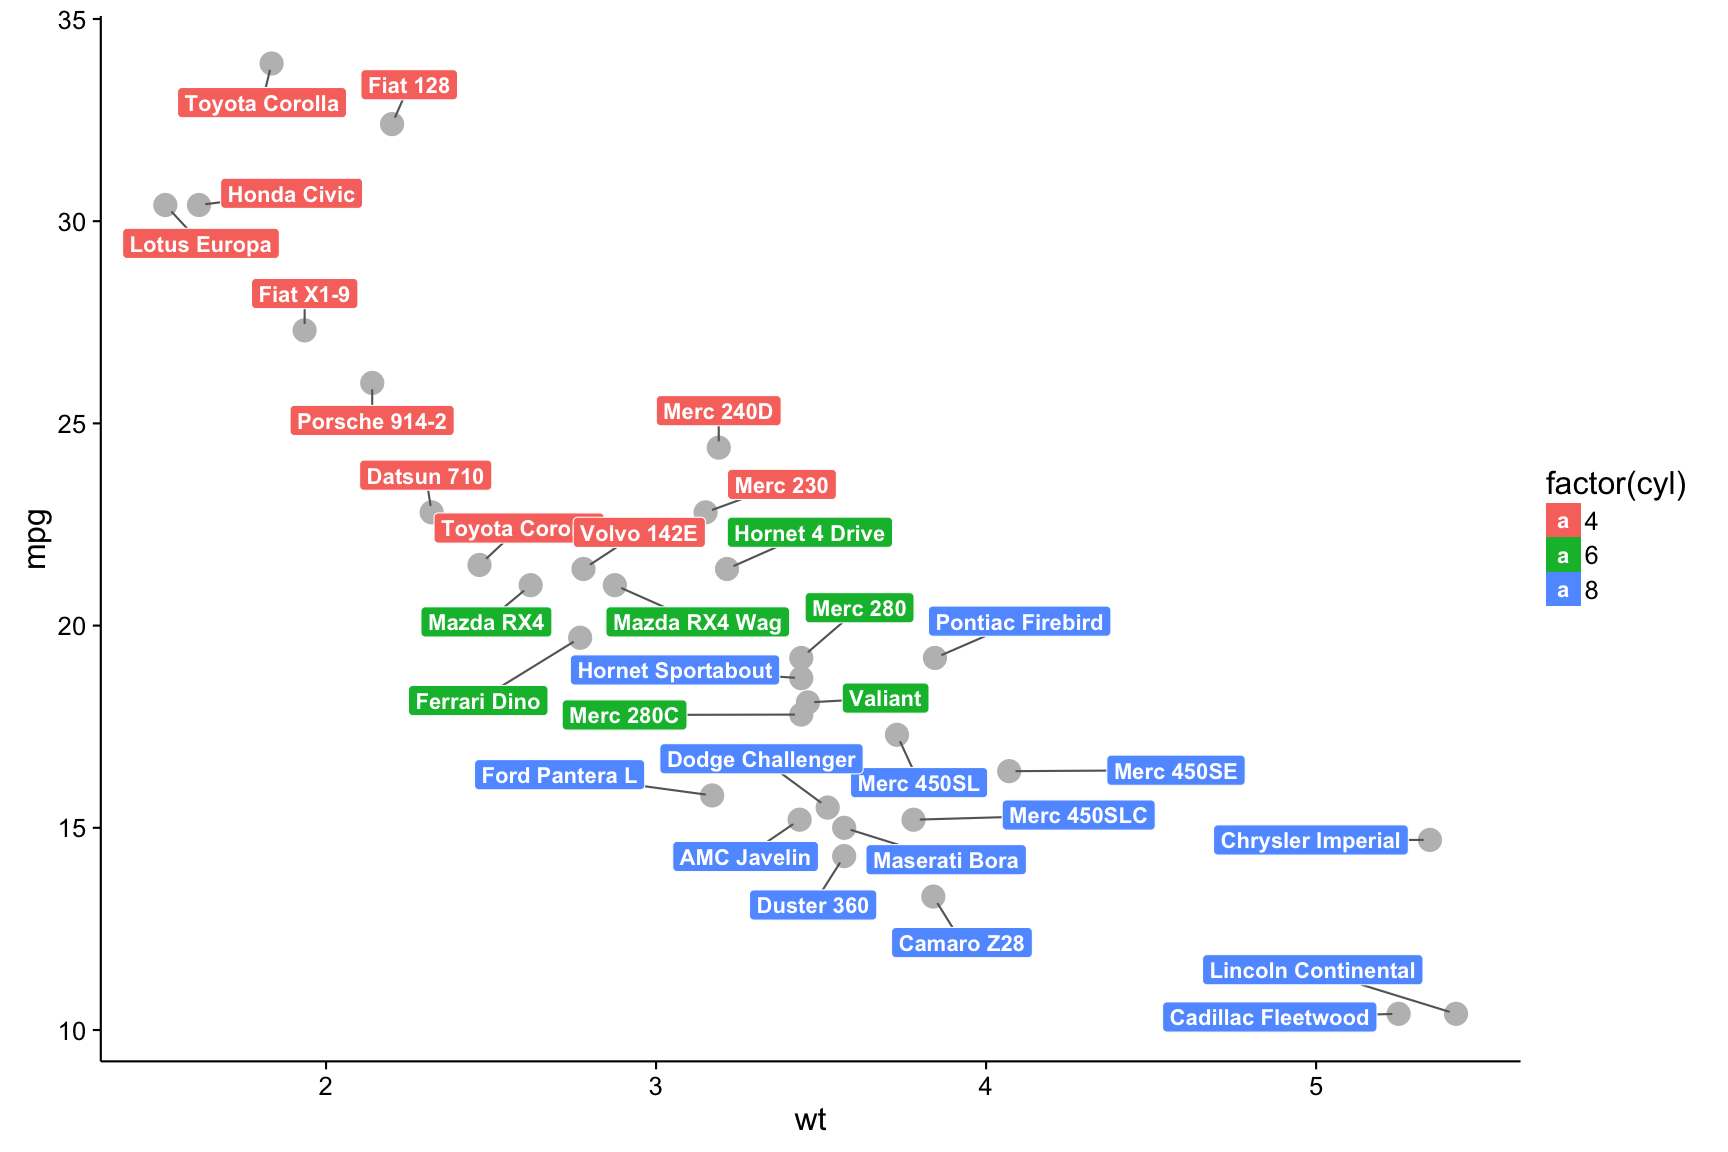 35
Toyota Corolla
Fiat 128
Honda Civic
30
Lotus Europa
Fiat X1-9
Porsche 914-2
Merc 240D
25
Datsun 710
Merc 230
factor(cyl)
Toyota Coro
Volvo 142E
Hornet 4 Drive
a 4
a 6
a 8
mpg
Mazda RX4
Mazda RX4 Wag
Merc 280
Pontiac Firebird
20
Hornet Sportabout
Ferrari Dino
Merc 280C
Valiant
Dodge Challenger
Ford Pantera L
Merc 450SL
Merc 450SE
Merc 450SLC
15
Chrysler Imperial
AMC Javelin
Maserati Bora
Duster 360
Camaro Z28
Lincoln Continental
Cadillac Fleetwood
10
2 3 4 5
wt